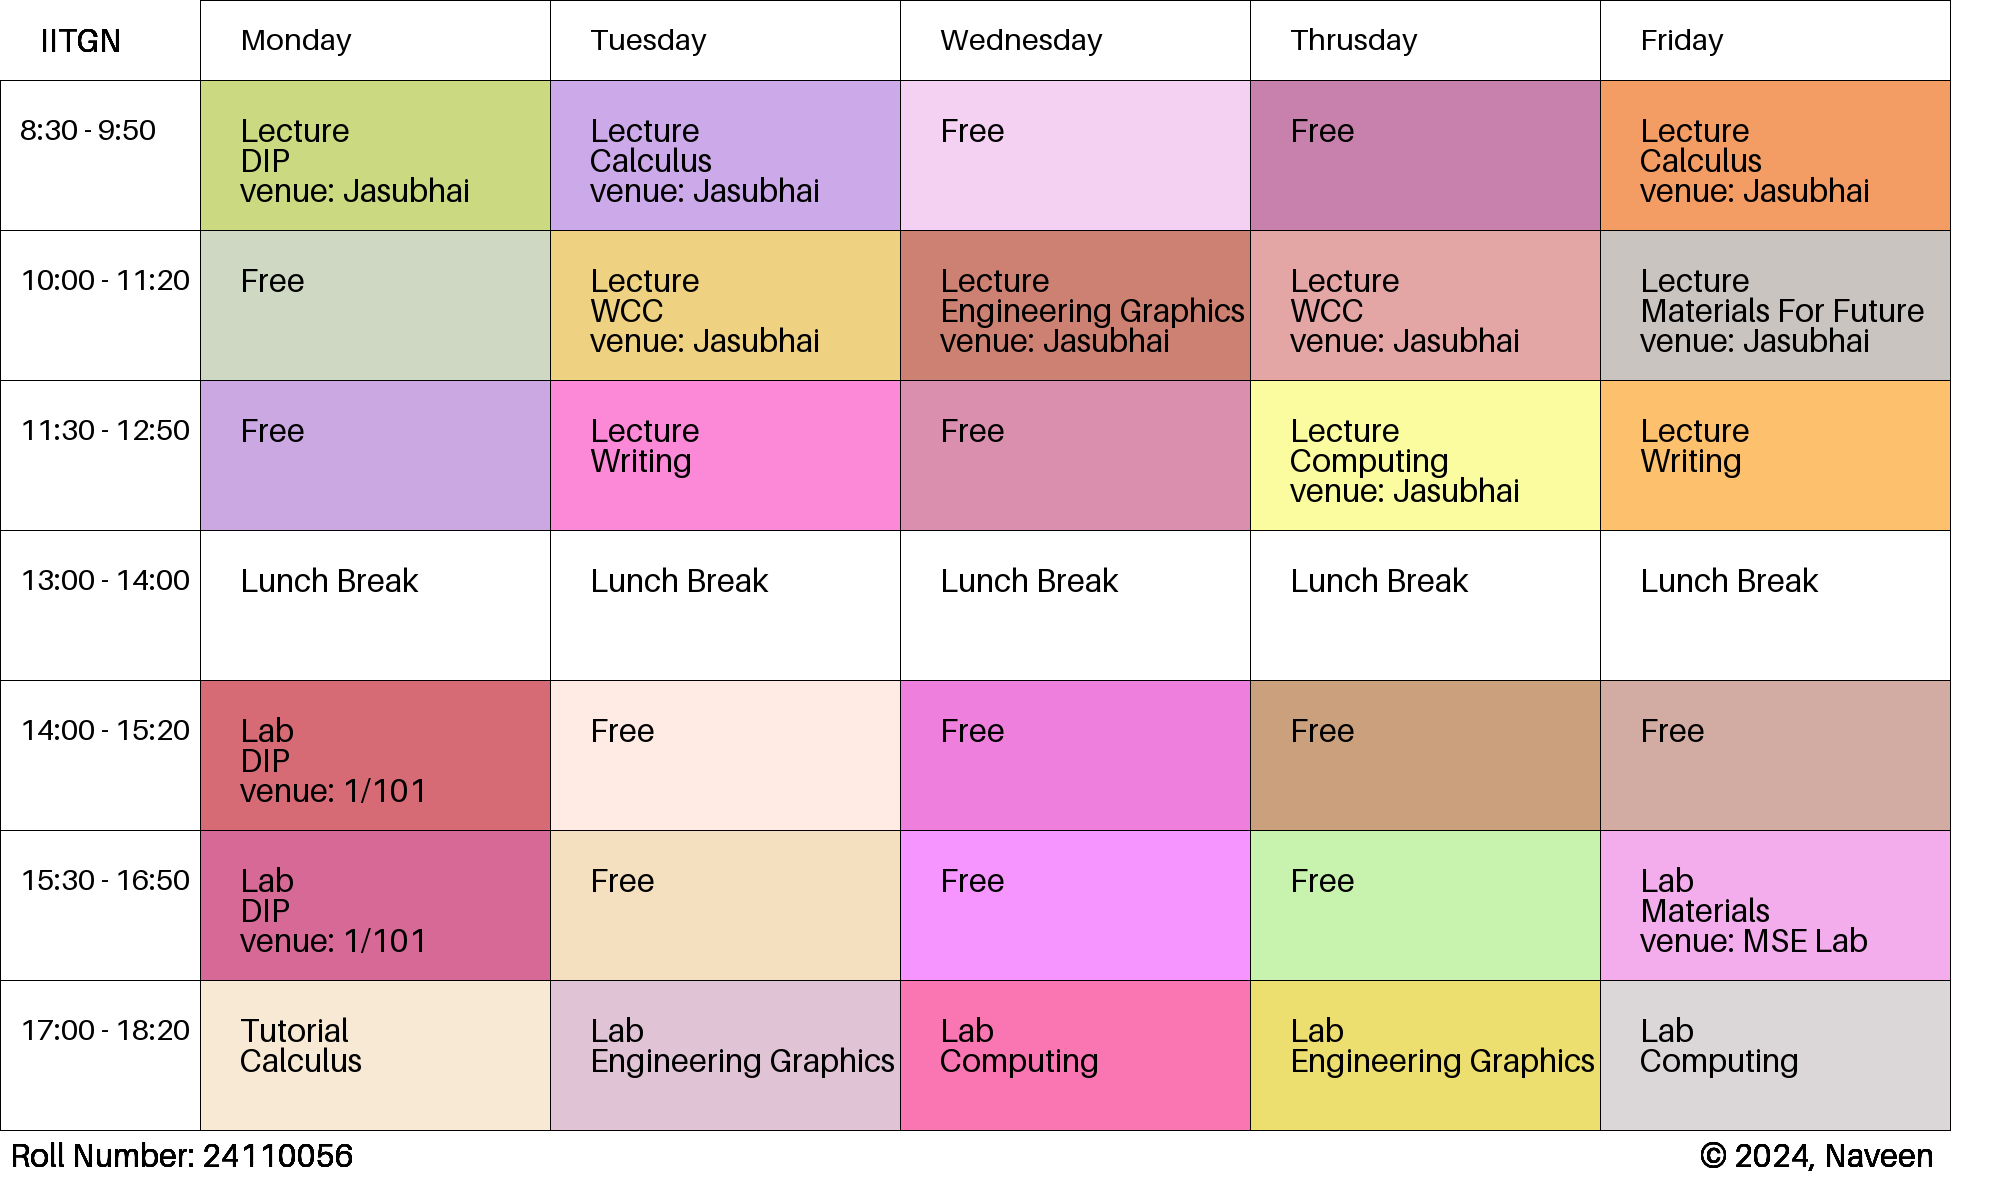 IITGN Monday Tuesday Wednesday Thrusday Friday
8:30 - 9:50
Lecture
DIP
venue: Jasubhai
Lecture
Calculus
venue: Jasubhai
Free
Free
Lecture
Calculus
venue: Jasubhai
10:00 - 11:20
Free
Lecture
WCC
venue: Jasubhai
Lecture
Engineering Graphics
venue: Jasubhai
Lecture
WCC
venue: Jasubhai
Lecture
Materials For Future
venue: Jasubhai
11:30 - 12:50
Free
Lecture
Writing
Free
Lecture
Computing
venue: Jasubhai
Lecture
Writing
13:00 - 14:00
Lunch Break
Lunch Break
Lunch Break
Lunch Break
Lunch Break
14:00 - 15:20
Lab
DIP
venue: 1/101
Free
Free
Free
Free
15:30 - 16:50
Lab
DIP
venue: 1/101
Free
Free
Free
Lab
Materials
venue: MSE Lab
17:00 - 18:20
Tutorial
Calculus
Lab
Engineering Graphics
Lab
Computing
Lab
Engineering Graphics
Lab
Computing
Roll Number: 24110056
© 2024, Naveen